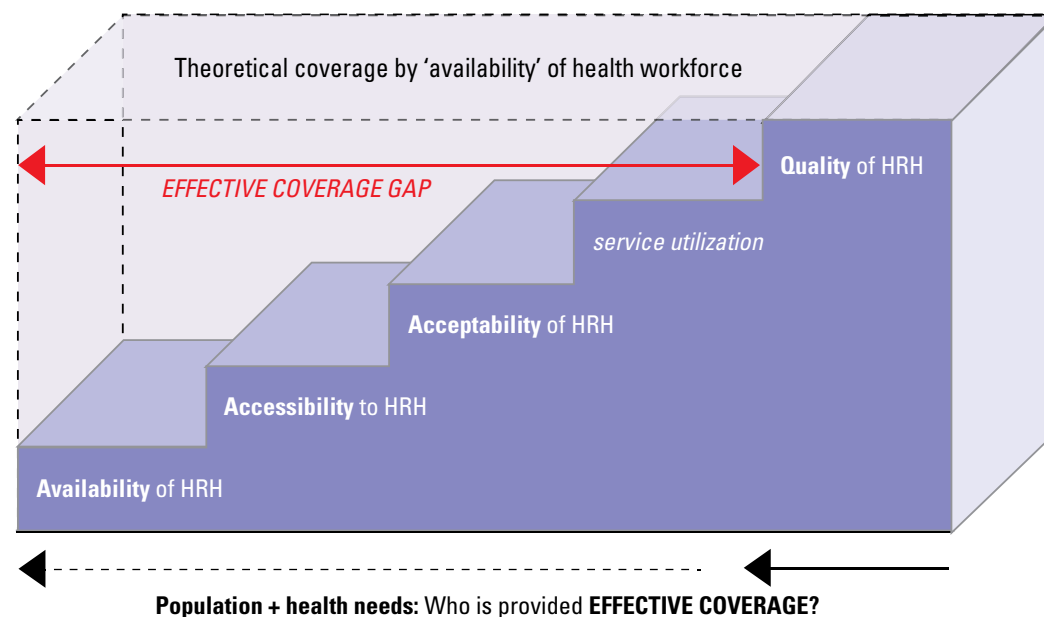 Theoretical coverage by ‘availability’ of health workforce
EFFECTIVE COVERAGE GAP
Quality of HRH
service utilization
Acceptability of HRH
Accessibility to HRH
Availability of HRH
Population + health needs: Who is provided EFFECTIVE COVERAGE?